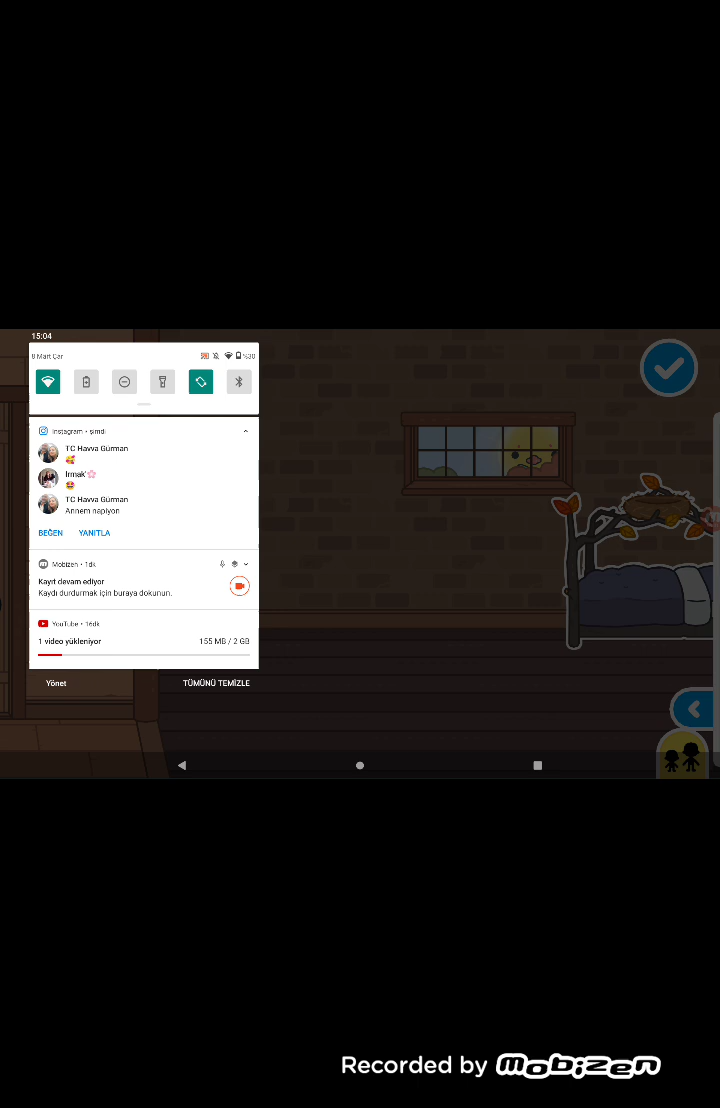 15:04
8 Mart Çar
%30
Instagram • şimdi
TC Havva Gürman
🥰
Irmak'🌸
🤩
TC Havva Gürman
Annem napiyon
BEĞEN YANITLA
Mobizen • 1dk
Kayıt devam ediyor
Kaydı durdurmak için buraya dokunun.
YouTube • 16dk
1 video yükleniyor 155 MB / 2 GB
Yönet TÜMÜNÜ TEMİZLE
Recorded by mobizen